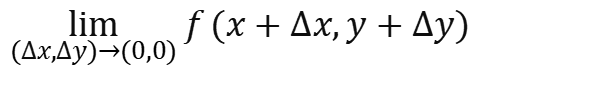 lim f (x + Δx, y + Δy)
(Δx,Δy)→(0,0)